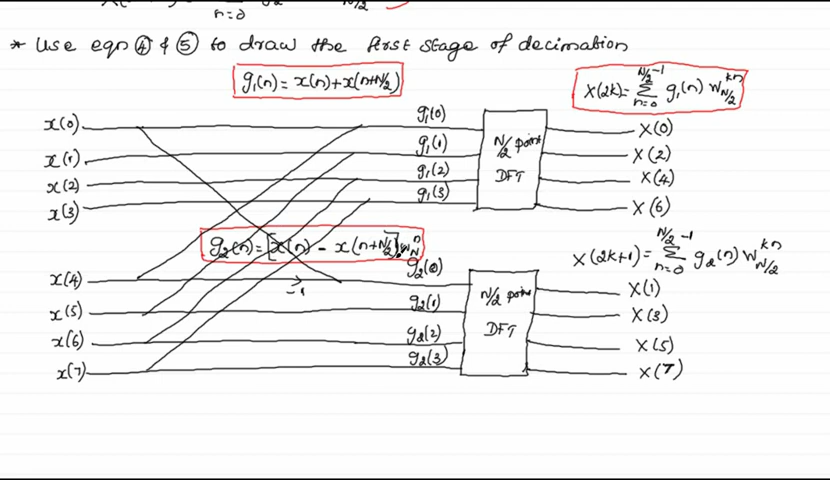 n=0 N/2
* Use eqn ④ & ⑤ to draw the first stage of decimation
g₁(n) = x(n)+x(n+N/2)
X(2k) = Σ_{n=0}^{N/2-1} g₁(n) W_{N/2}^{kn}
x(0) g₁(0) X(0)
x(1) g₁(1) X(2)
x(2) g₁(2) X(4)
x(3) g₁(3) X(6)
N/2 point
DFT
g₂(n) = [x(n) - x(n+N/2)] W_N^n
X(2k+1) = Σ_{n=0}^{N/2-1} g₂(n) W_{N/2}^{kn}
x(4) -1 g₂(0) X(1)
x(5) g₂(1) X(3)
x(6) g₂(2) X(5)
x(7) g₂(3) X(7)
N/2 point
DFT